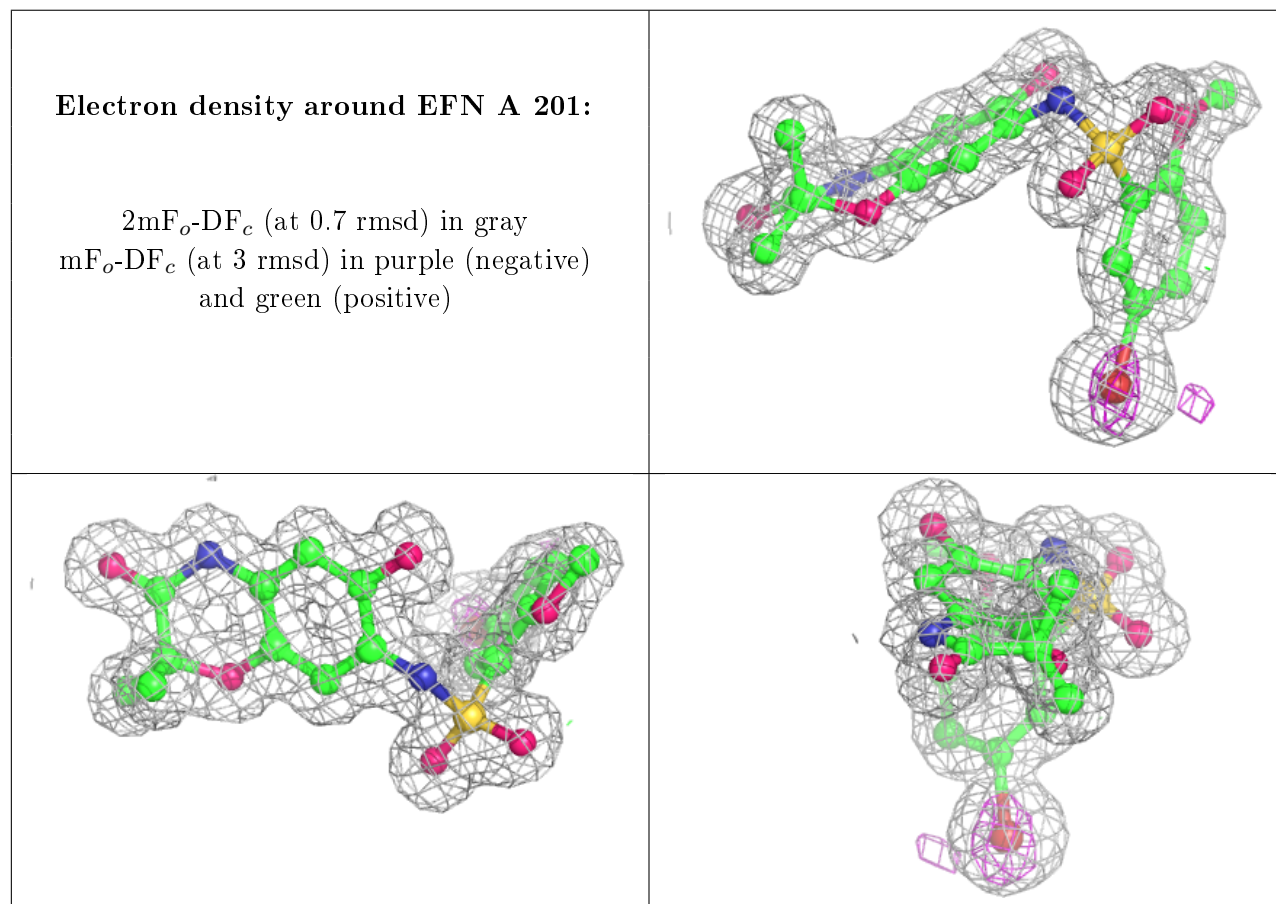 Electron density around EFN A 201:
2mFo-DFc (at 0.7 rmsd) in gray
mFo-DFc (at 3 rmsd) in purple (negative)
and green (positive)